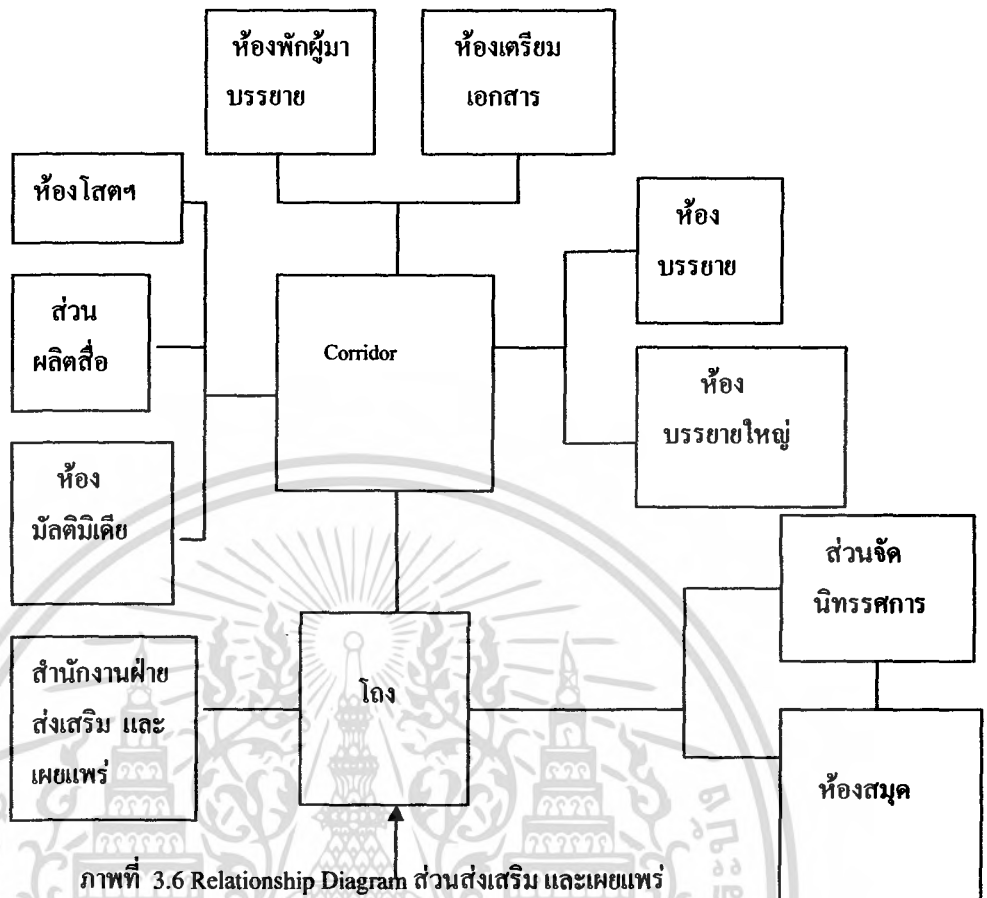 ห้องพักผู้มา
บรรยาย
ห้องเตรียม
เอกสาร
ห้องโสตฯ
ห้อง
บรรยาย
ส่วน
ผลิตสื่อ
Corridor
ห้อง
บรรยายใหญ่
ห้อง
มัลติมีเดีย
ส่วนจัด
นิทรรศการ
สำนักงานฝ่าย
ส่งเสริม และ
เผยแพร่
โถง
ห้องสมุด
ภาพที่ 3.6 Relationship Diagram ส่วนส่งเสริม และเผยแพร่